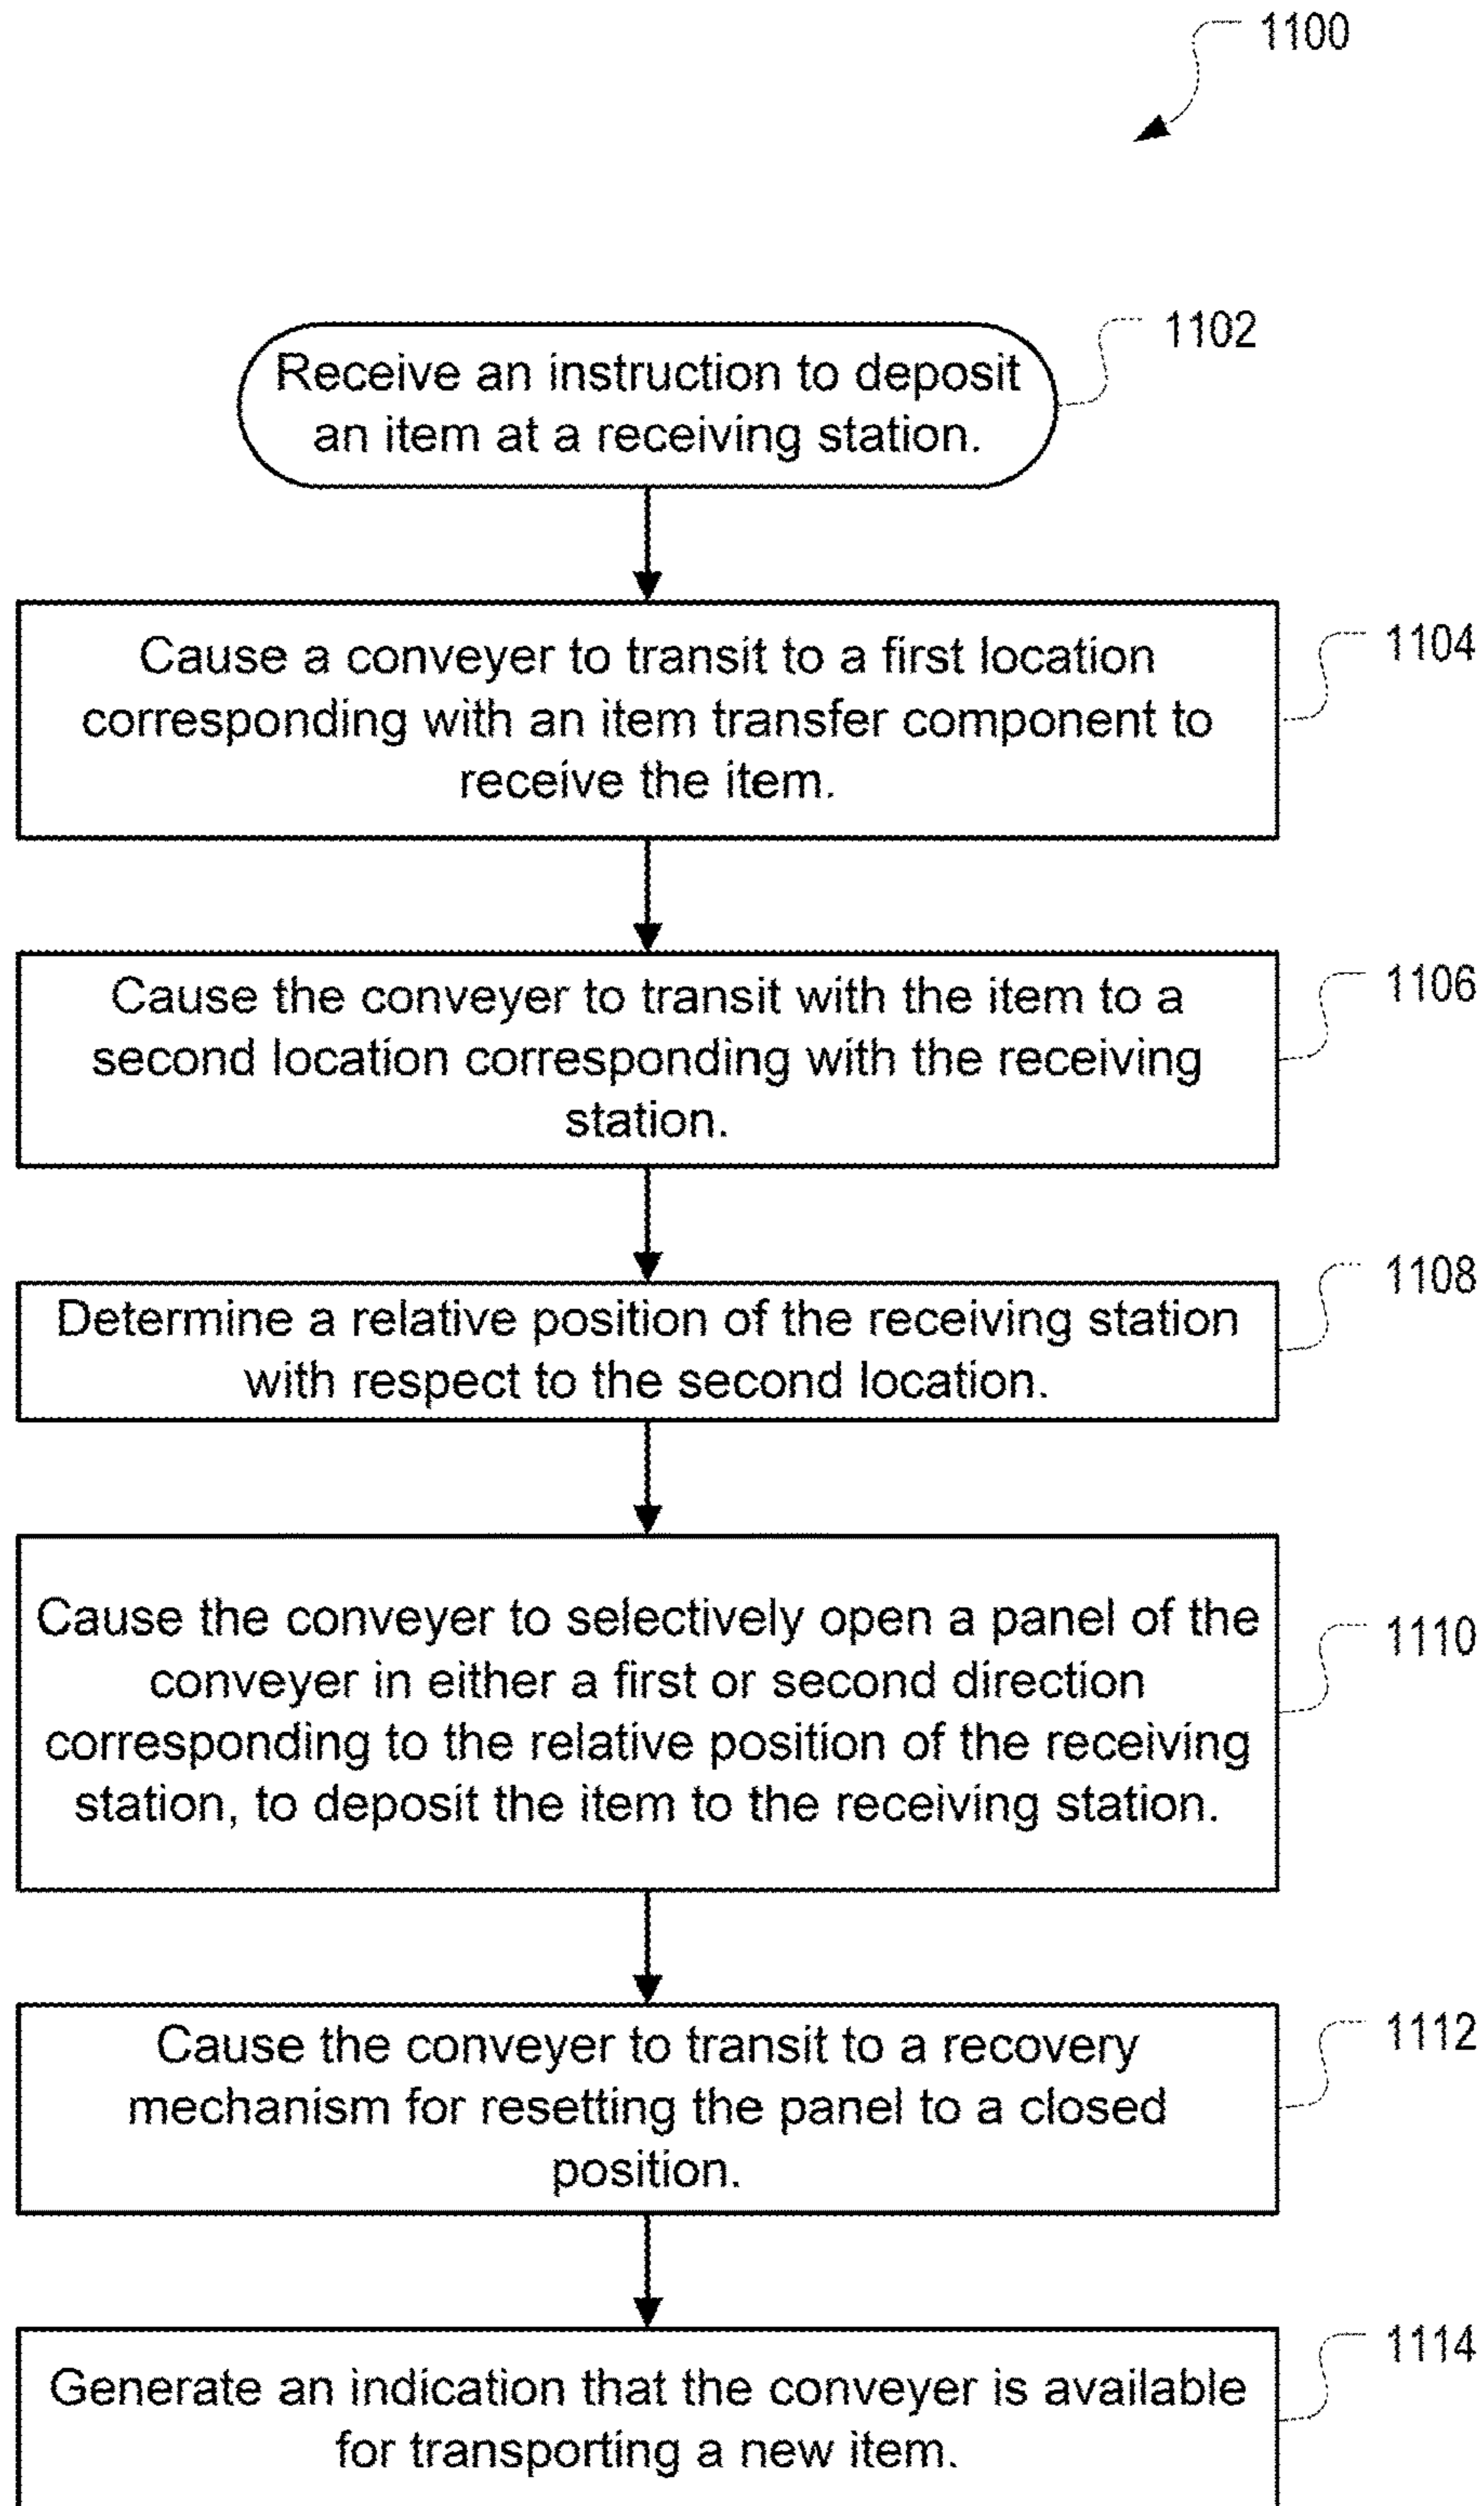 1100
Receive an instruction to deposit
an item at a receiving station.
1102
Cause a conveyer to transit to a first location
corresponding with an item transfer component to
receive the item.
1104
Cause the conveyer to transit with the item to a
second location corresponding with the receiving
station.
1106
Determine a relative position of the receiving station
with respect to the second location.
1108
Cause the conveyer to selectively open a panel of the
conveyer in either a first or second direction
corresponding to the relative position of the receiving
station, to deposit the item to the receiving station.
1110
Cause the conveyer to transit to a recovery
mechanism for resetting the panel to a closed
position.
1112
Generate an indication that the conveyer is available
for transporting a new item.
1114